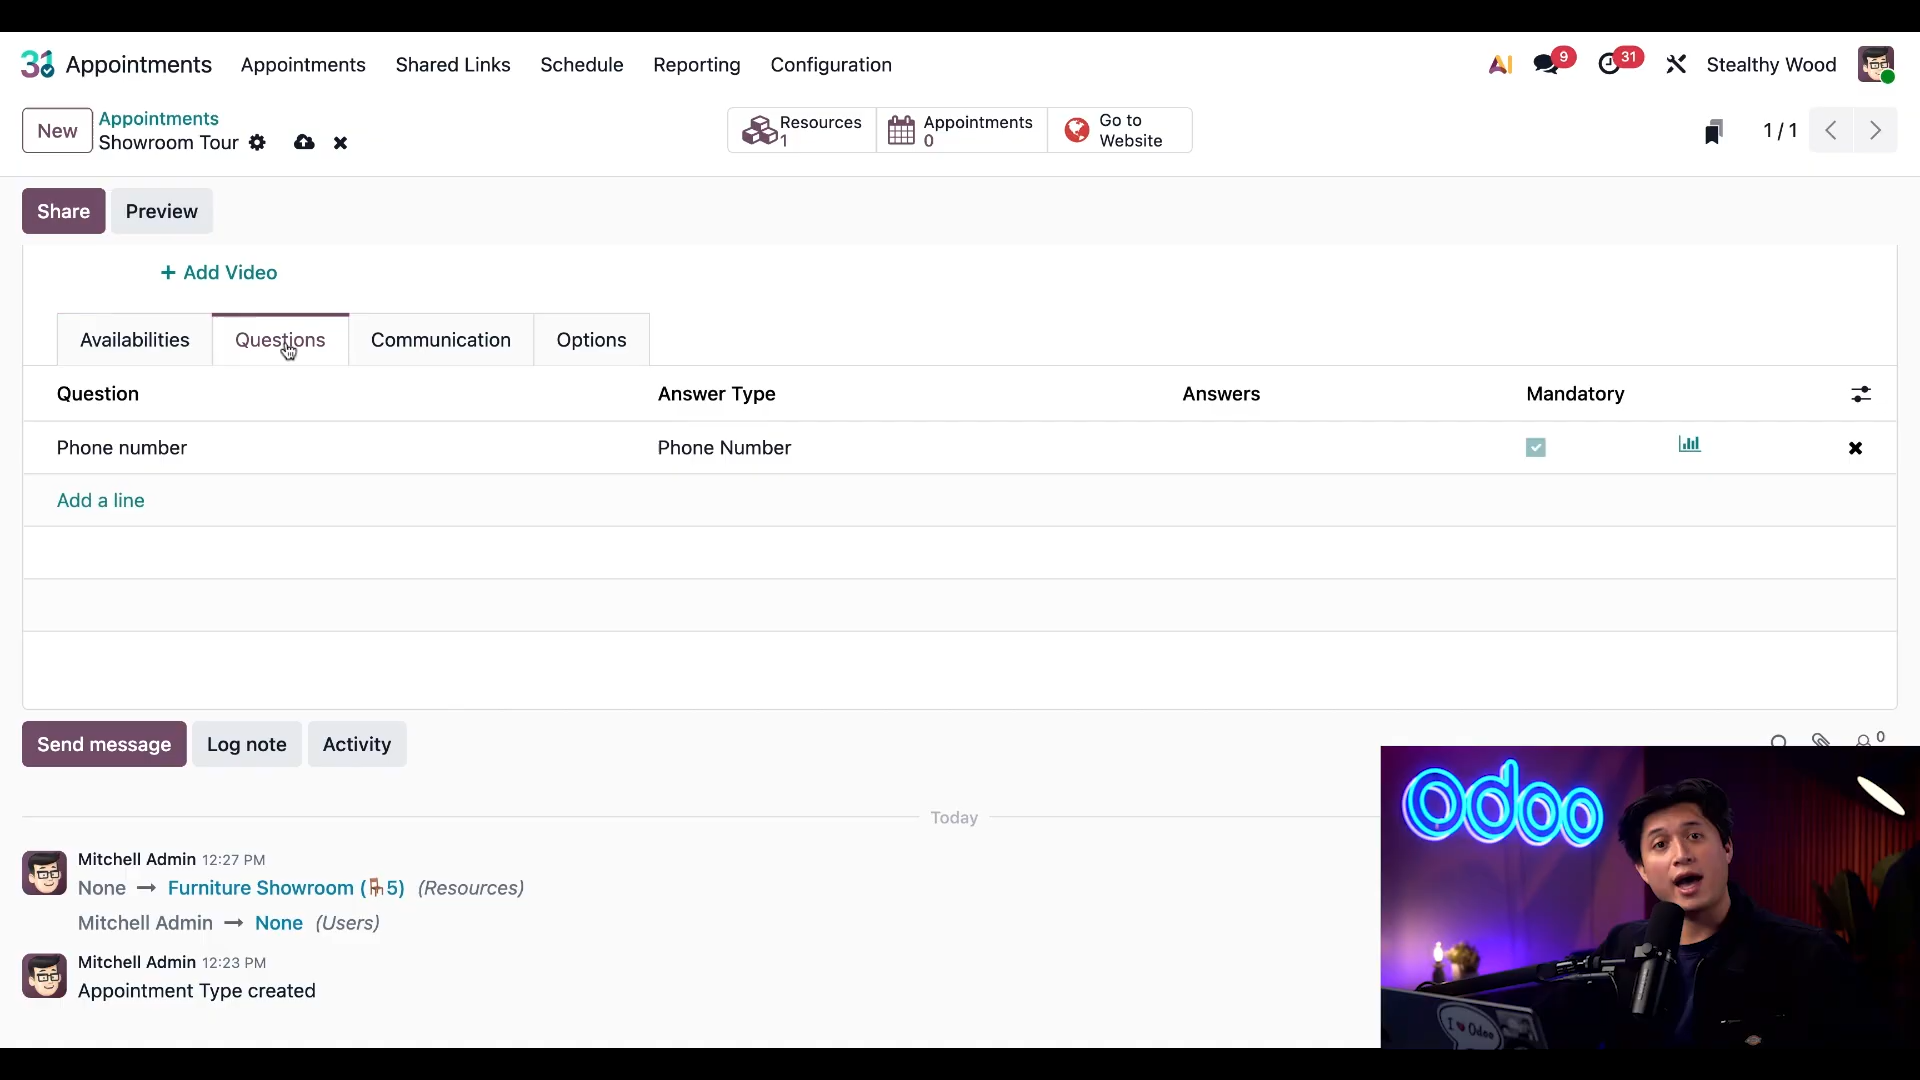 31 Appointments Appointments Shared Links Schedule Reporting Configuration AI 9 31 Stealthy Wood
New Appointments Showroom Tour
Resources 1
Appointments 0
Go to Website
1 / 1
Share Preview
+ Add Video
Availabilities Questions Communication Options
Question Answer Type Answers Mandatory
Phone number Phone Number
Add a line
Send message Log note Activity
0
Today
Mitchell Admin 12:27 PM
None → Furniture Showroom (5) (Resources)
Mitchell Admin → None (Users)
Mitchell Admin 12:23 PM
Appointment Type created
odoo
I Odoo